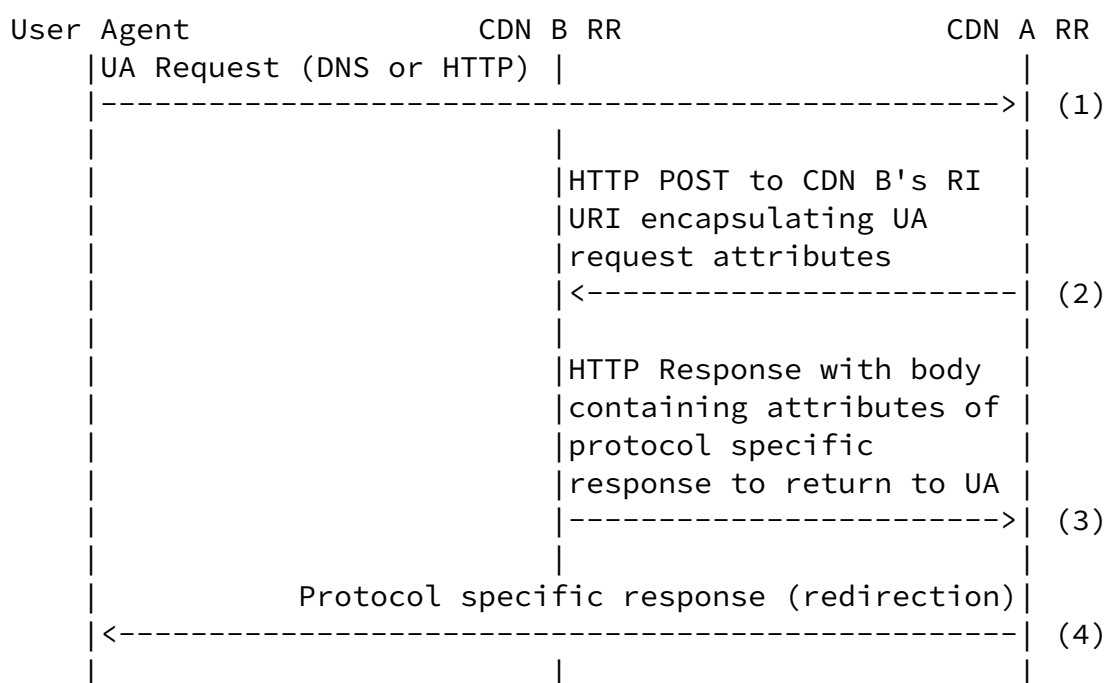 User Agent CDN B RR CDN A RR
UA Request (DNS or HTTP)
(1)
HTTP POST to CDN B's RI
URI encapsulating UA
request attributes
(2)
HTTP Response with body
containing attributes of
protocol specific
response to return to UA
(3)
Protocol specific response (redirection)
(4)